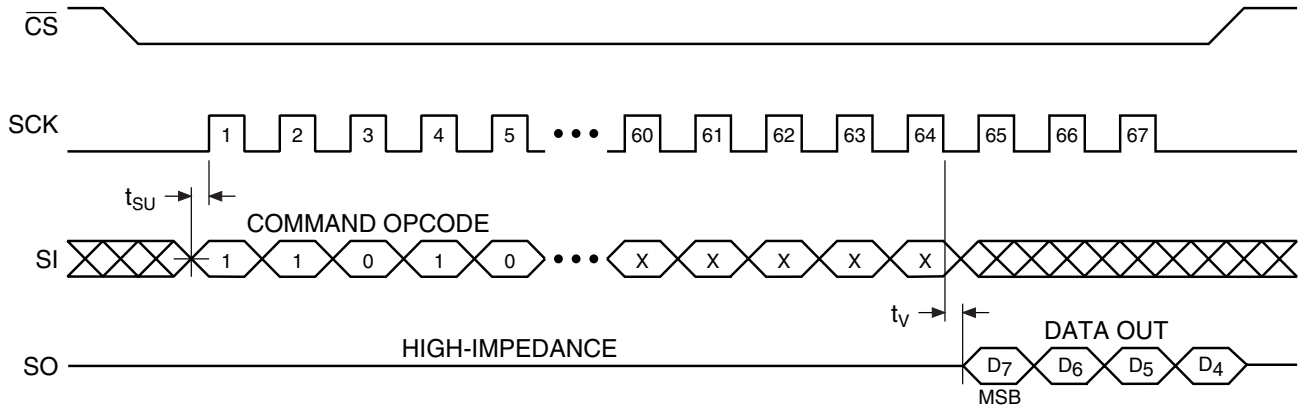 C̅S̅
SCK 1 2 3 4 5 • • • 60 61 62 63 64 65 66 67
tSU
COMMAND OPCODE
SI 1 1 0 1 0 • • • X X X X X
tV
DATA OUT
HIGH-IMPEDANCE
SO D7 D6 D5 D4
MSB